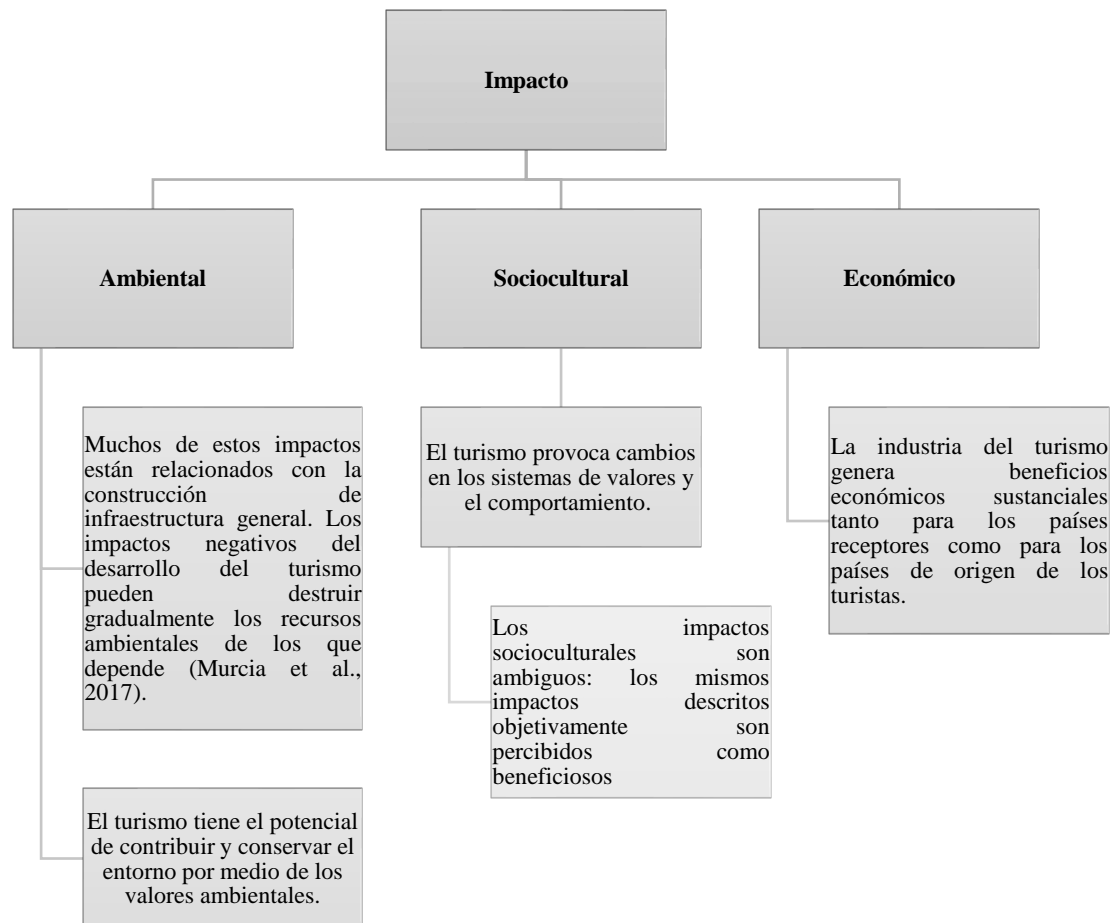 Impacto
Ambiental
Sociocultural
Económico
Muchos de estos impactos
están relacionados con la
construcción de
infraestructura general. Los
impactos negativos del
desarrollo del turismo
pueden destruir
gradualmente los recursos
ambientales de los que
depende (Murcia et al.,
2017).
El turismo tiene el potencial
de contribuir y conservar el
entorno por medio de los
valores ambientales.
El turismo provoca cambios
en los sistemas de valores y
el comportamiento.
Los impactos
socioculturales son
ambiguos: los mismos
impactos descritos
objetivamente son
percibidos como
beneficiosos
La industria del turismo
genera beneficios
económicos sustanciales
tanto para los países
receptores como para los
países de origen de los
turistas.